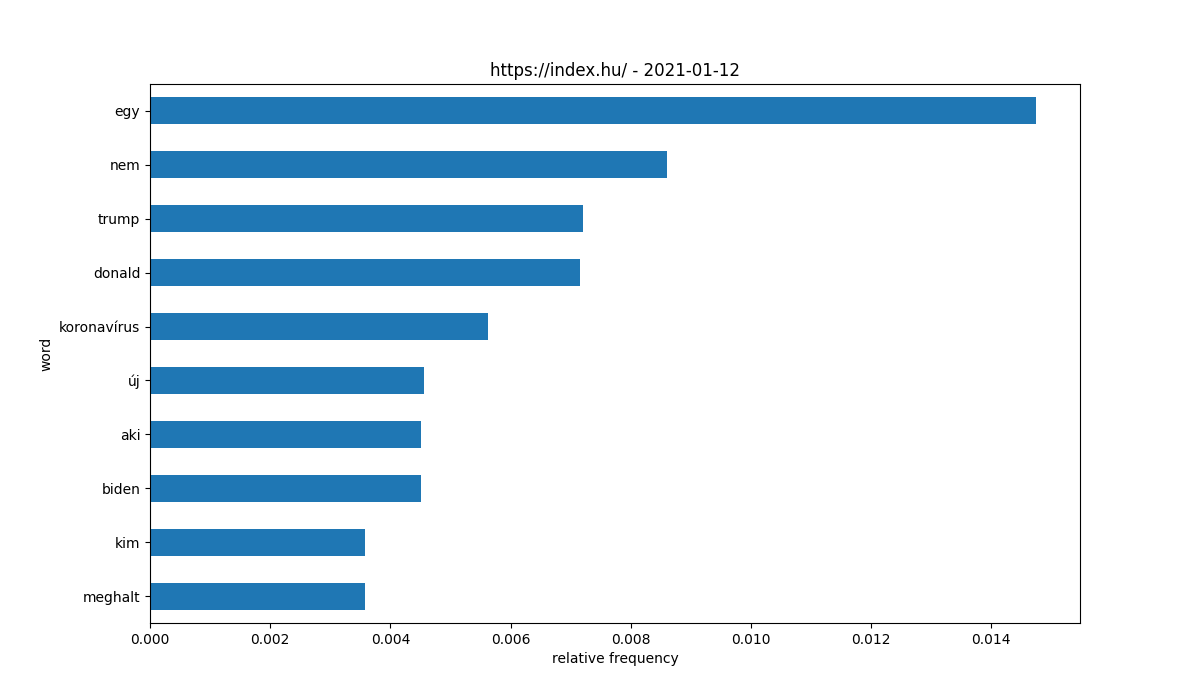 https://index.hu/ - 2021-01-12
egy
nem
trump
donald
koronavírus
új
aki
biden
kim
meghalt
word
0.000 0.002 0.004 0.006 0.008 0.010 0.012 0.014
relative frequency